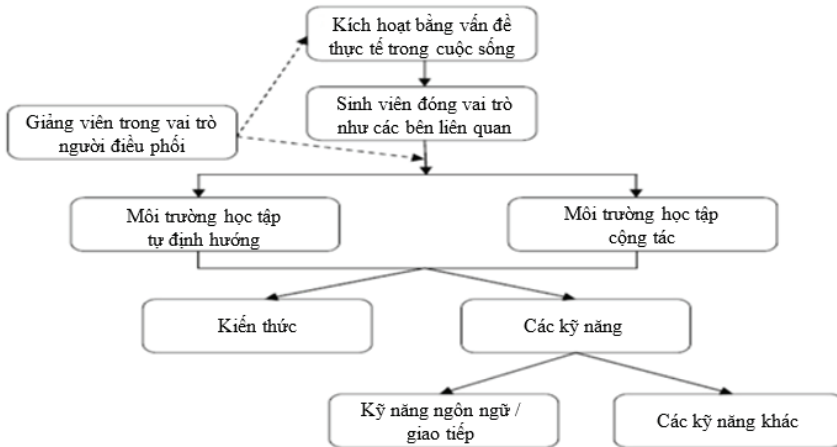 Kích hoạt bằng vấn đề
thực tế trong cuộc sống
Sinh viên đóng vai trò
như các bên liên quan
Giảng viên trong vai trò
người điều phối
Môi trường học tập
tự định hướng
Môi trường học tập
cộng tác
Kiến thức
Các kỹ năng
Kỹ năng ngôn ngữ /
giao tiếp
Các kỹ năng khác